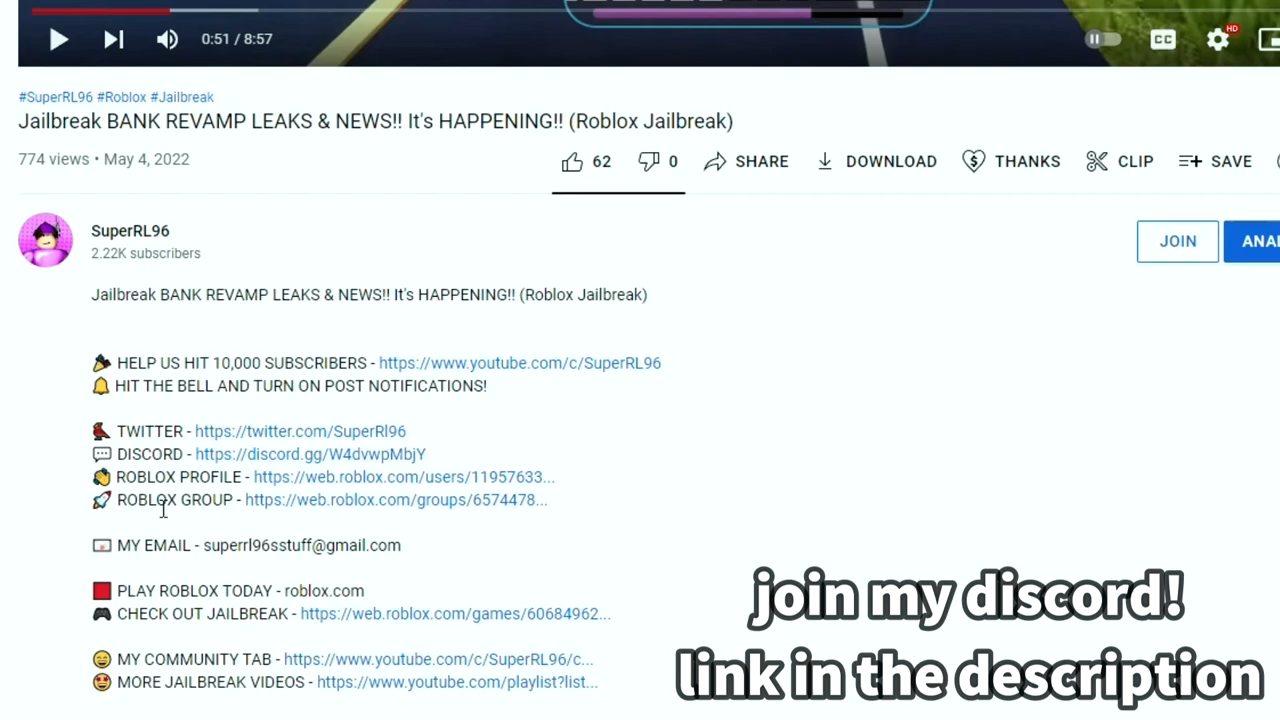 0:51 / 8:57
CC
HD
#SuperRL96 #Roblox #Jailbreak
Jailbreak BANK REVAMP LEAKS & NEWS!! It's HAPPENING!! (Roblox Jailbreak)
774 views • May 4, 2022
62 0 SHARE DOWNLOAD THANKS CLIP SAVE
SuperRL96
2.22K subscribers
JOIN
ANAL
Jailbreak BANK REVAMP LEAKS & NEWS!! It's HAPPENING!! (Roblox Jailbreak)
HELP US HIT 10,000 SUBSCRIBERS - https://www.youtube.com/c/SuperRL96
HIT THE BELL AND TURN ON POST NOTIFICATIONS!
TWITTER - https://twitter.com/SuperRl96
DISCORD - https://discord.gg/W4dvwpMbjY
ROBLOX PROFILE - https://web.roblox.com/users/11957633...
ROBLOX GROUP - https://web.roblox.com/groups/6574478...
MY EMAIL - superrl96sstuff@gmail.com
PLAY ROBLOX TODAY - roblox.com
CHECK OUT JAILBREAK - https://web.roblox.com/games/60684962...
MY COMMUNITY TAB - https://www.youtube.com/c/SuperRL96/c...
MORE JAILBREAK VIDEOS - https://www.youtube.com/playlist?list...
join my discord!
link in the description